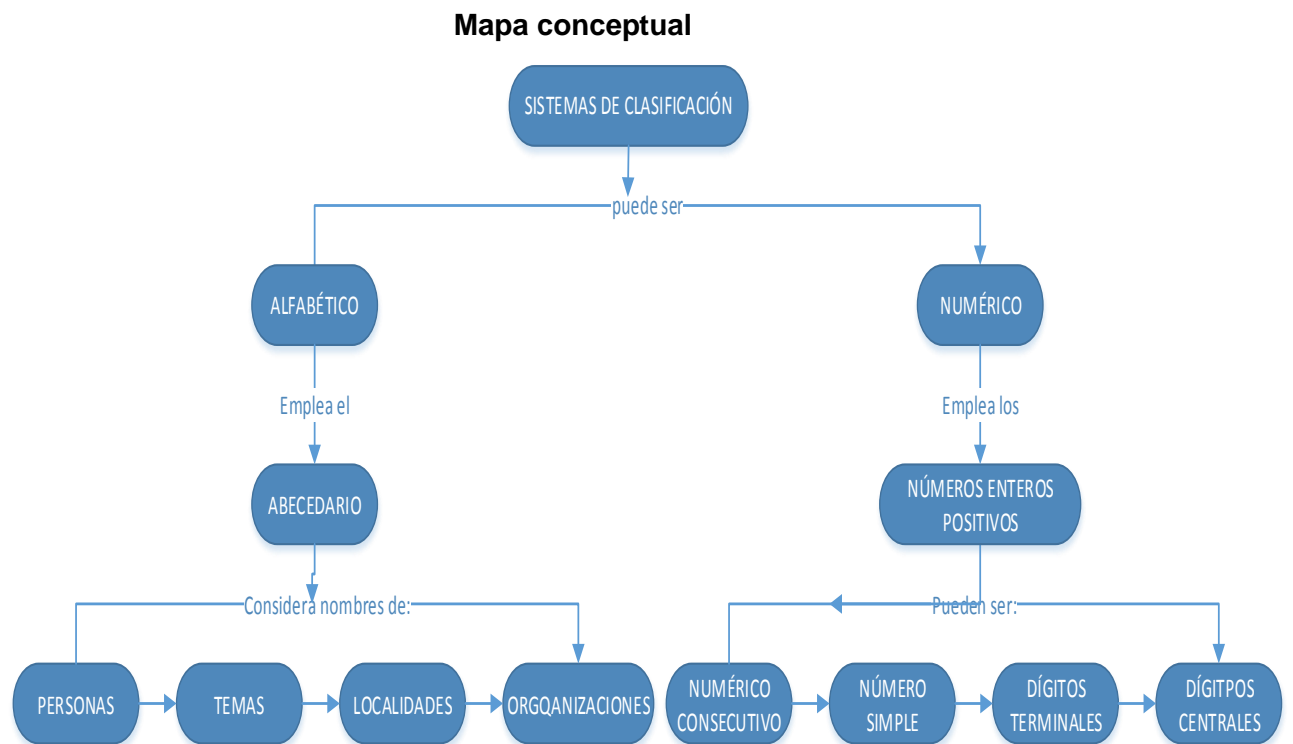 Mapa conceptual
SISTEMAS DE CLASIFICACIÓN
puede ser
ALFABÉTICO
NUMÉRICO
Emplea el
Emplea los
ABECEDARIO
NÚMEROS ENTEROS
POSITIVOS
Considera nombres de:
Pueden ser:
PERSONAS
TEMAS
LOCALIDADES
ORGQANIZACIONES
NUMÉRICO
CONSECUTIVO
NÚMERO
SIMPLE
DÍGITOS
TERMINALES
DÍGITPOS
CENTRALES